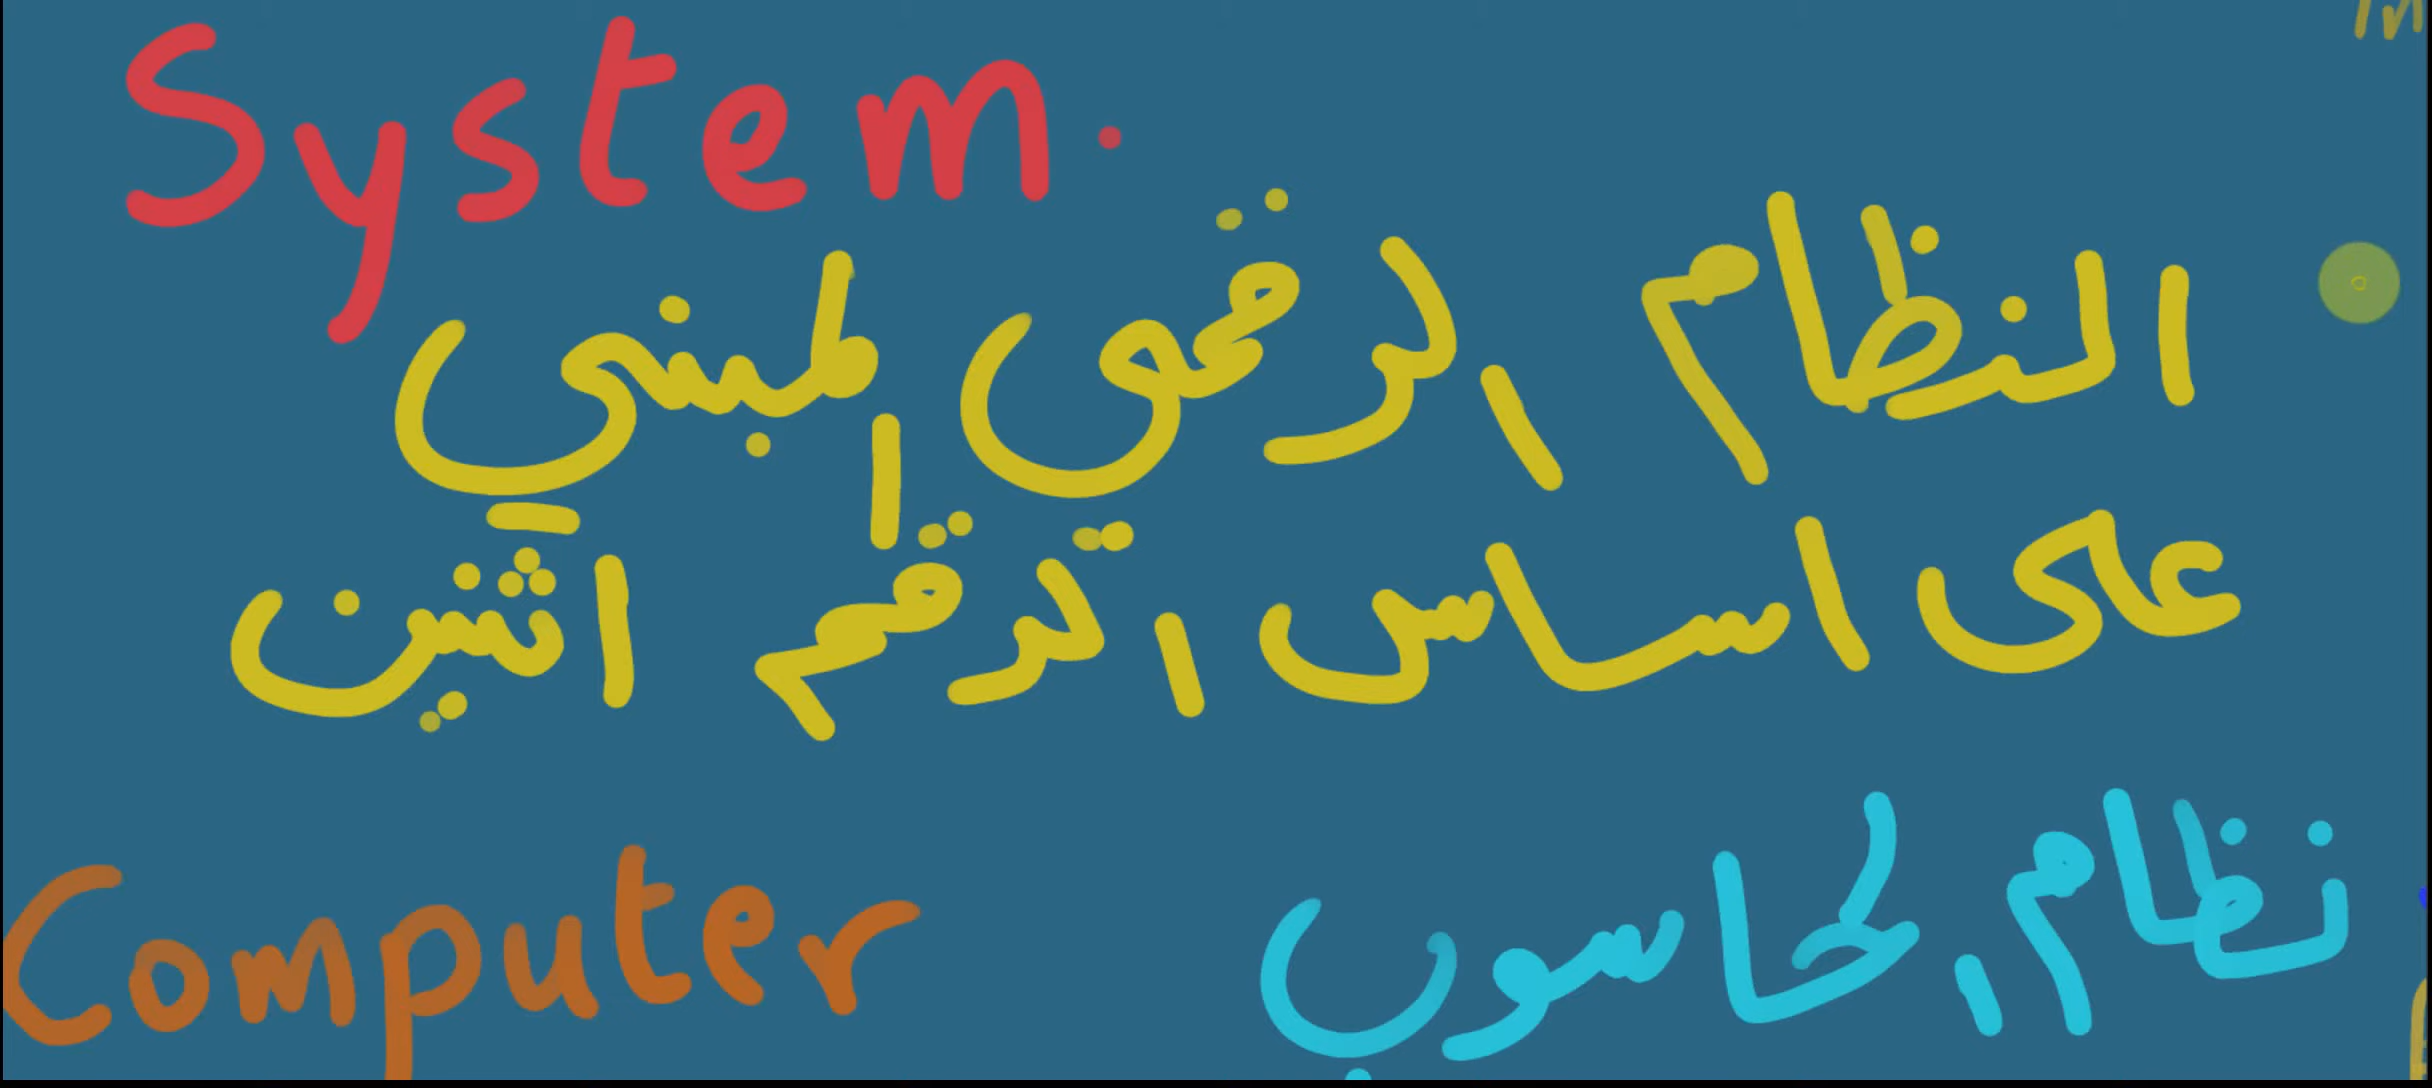 System.
النظام الرقمي المبني
على اساس الرقم اثنين
نظام الحاسوب
Computer